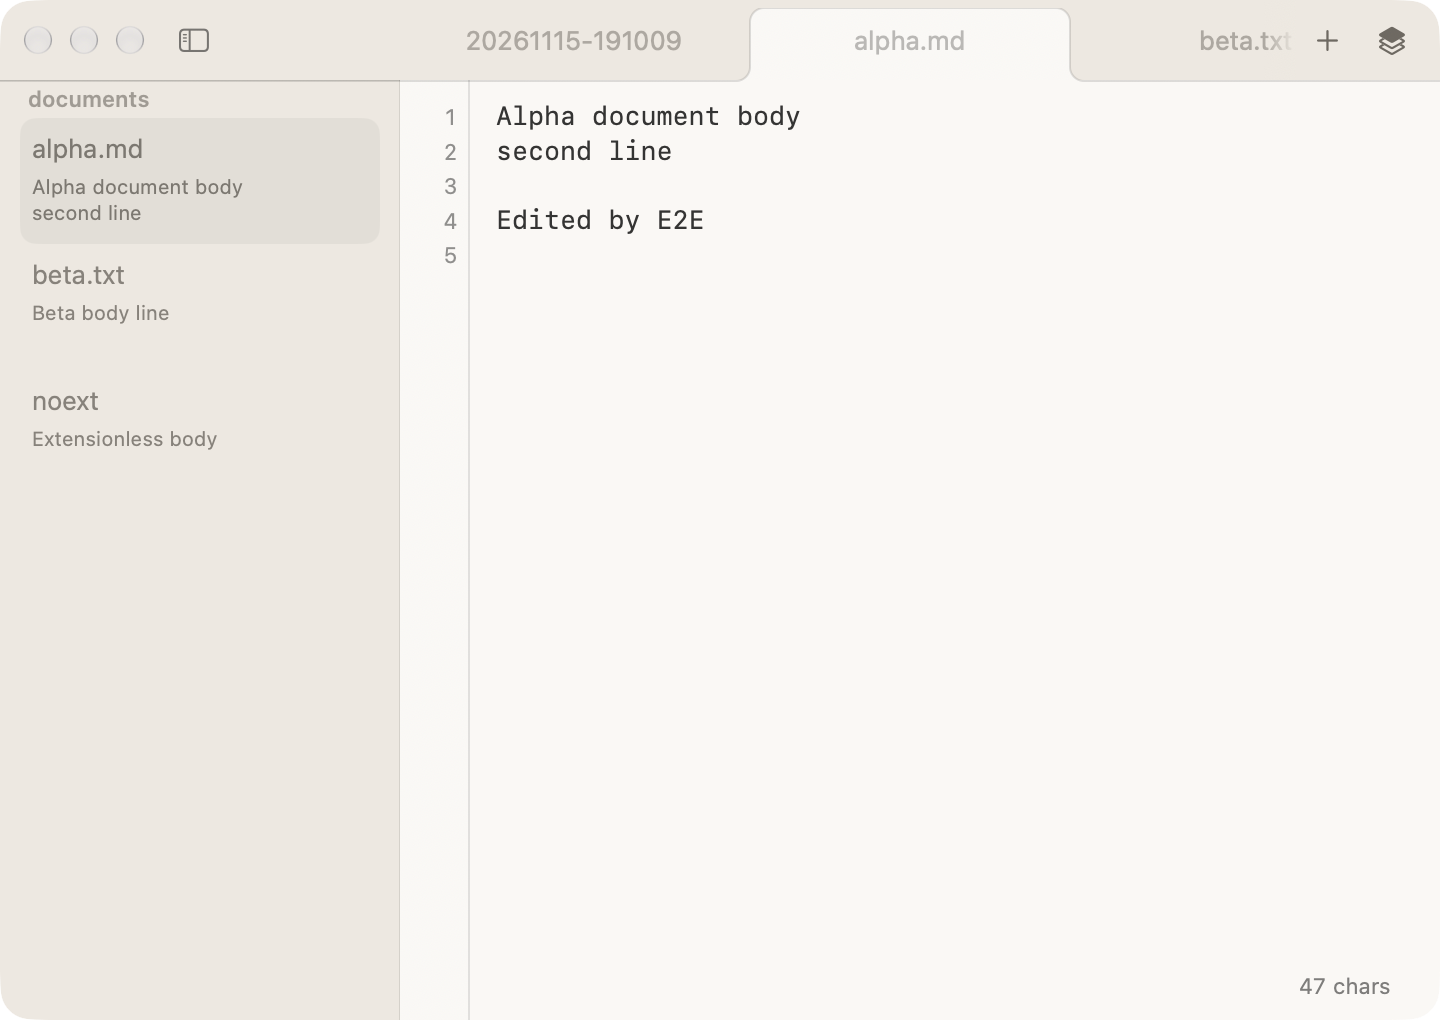 20261115-191009
alpha.md
beta.txt
documents
alpha.md
Alpha document body
second line
beta.txt
Beta body line
noext
Extensionless body
1 Alpha document body
2 second line
3
4 Edited by E2E
5
47 chars